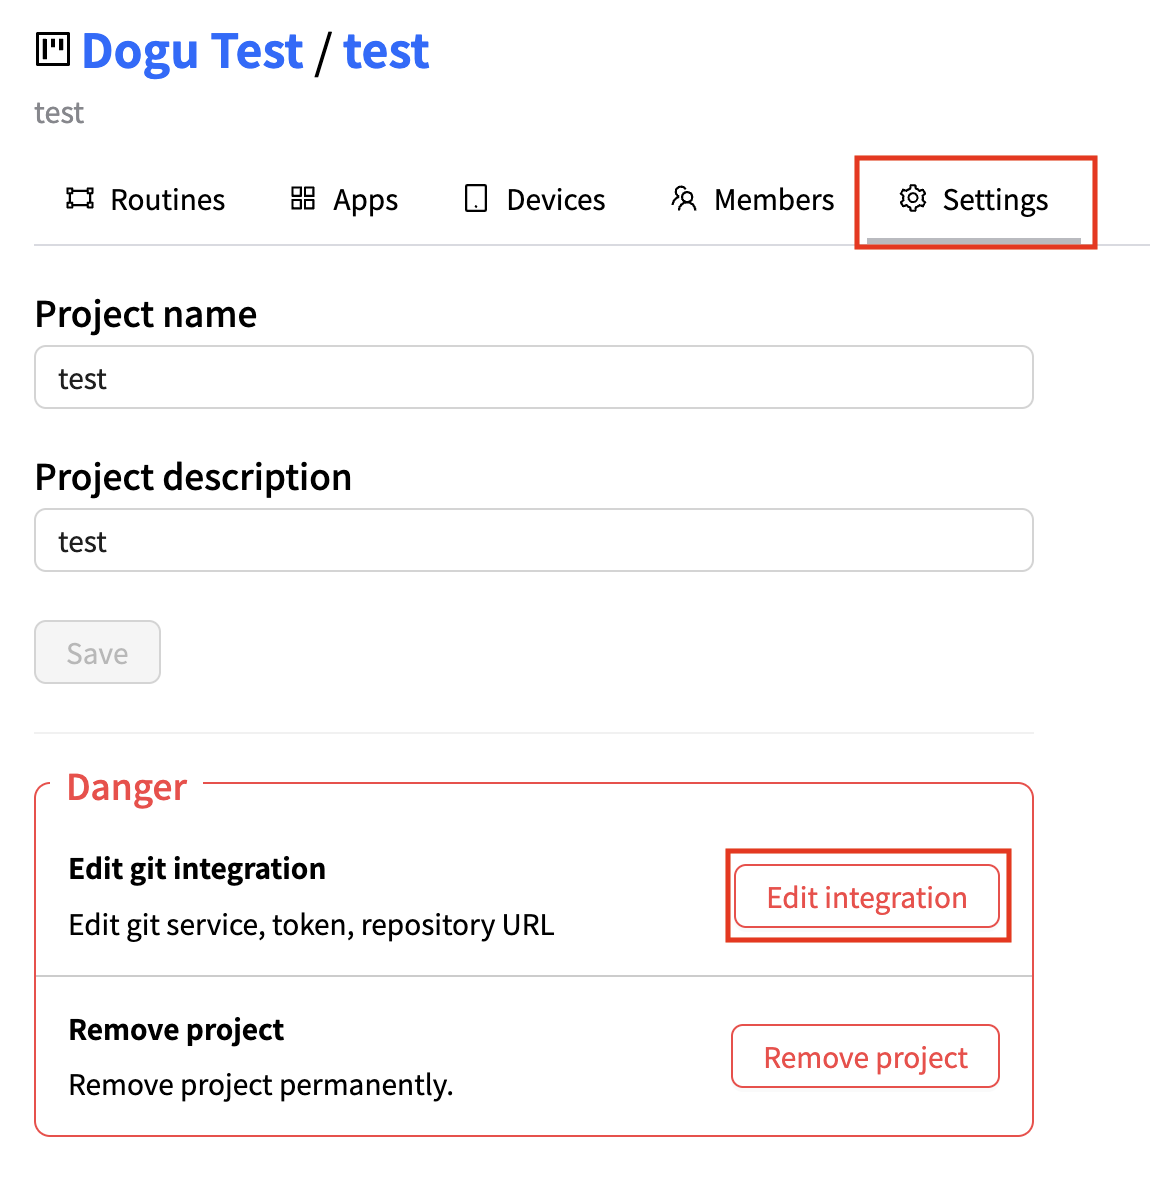 Dogu Test / test
test
Routines Apps Devices Members Settings
Project name
test
Project description
test
Save
Danger
Edit git integration
Edit integration
Edit git service, token, repository URL
Remove project
Remove project
Remove project permanently.